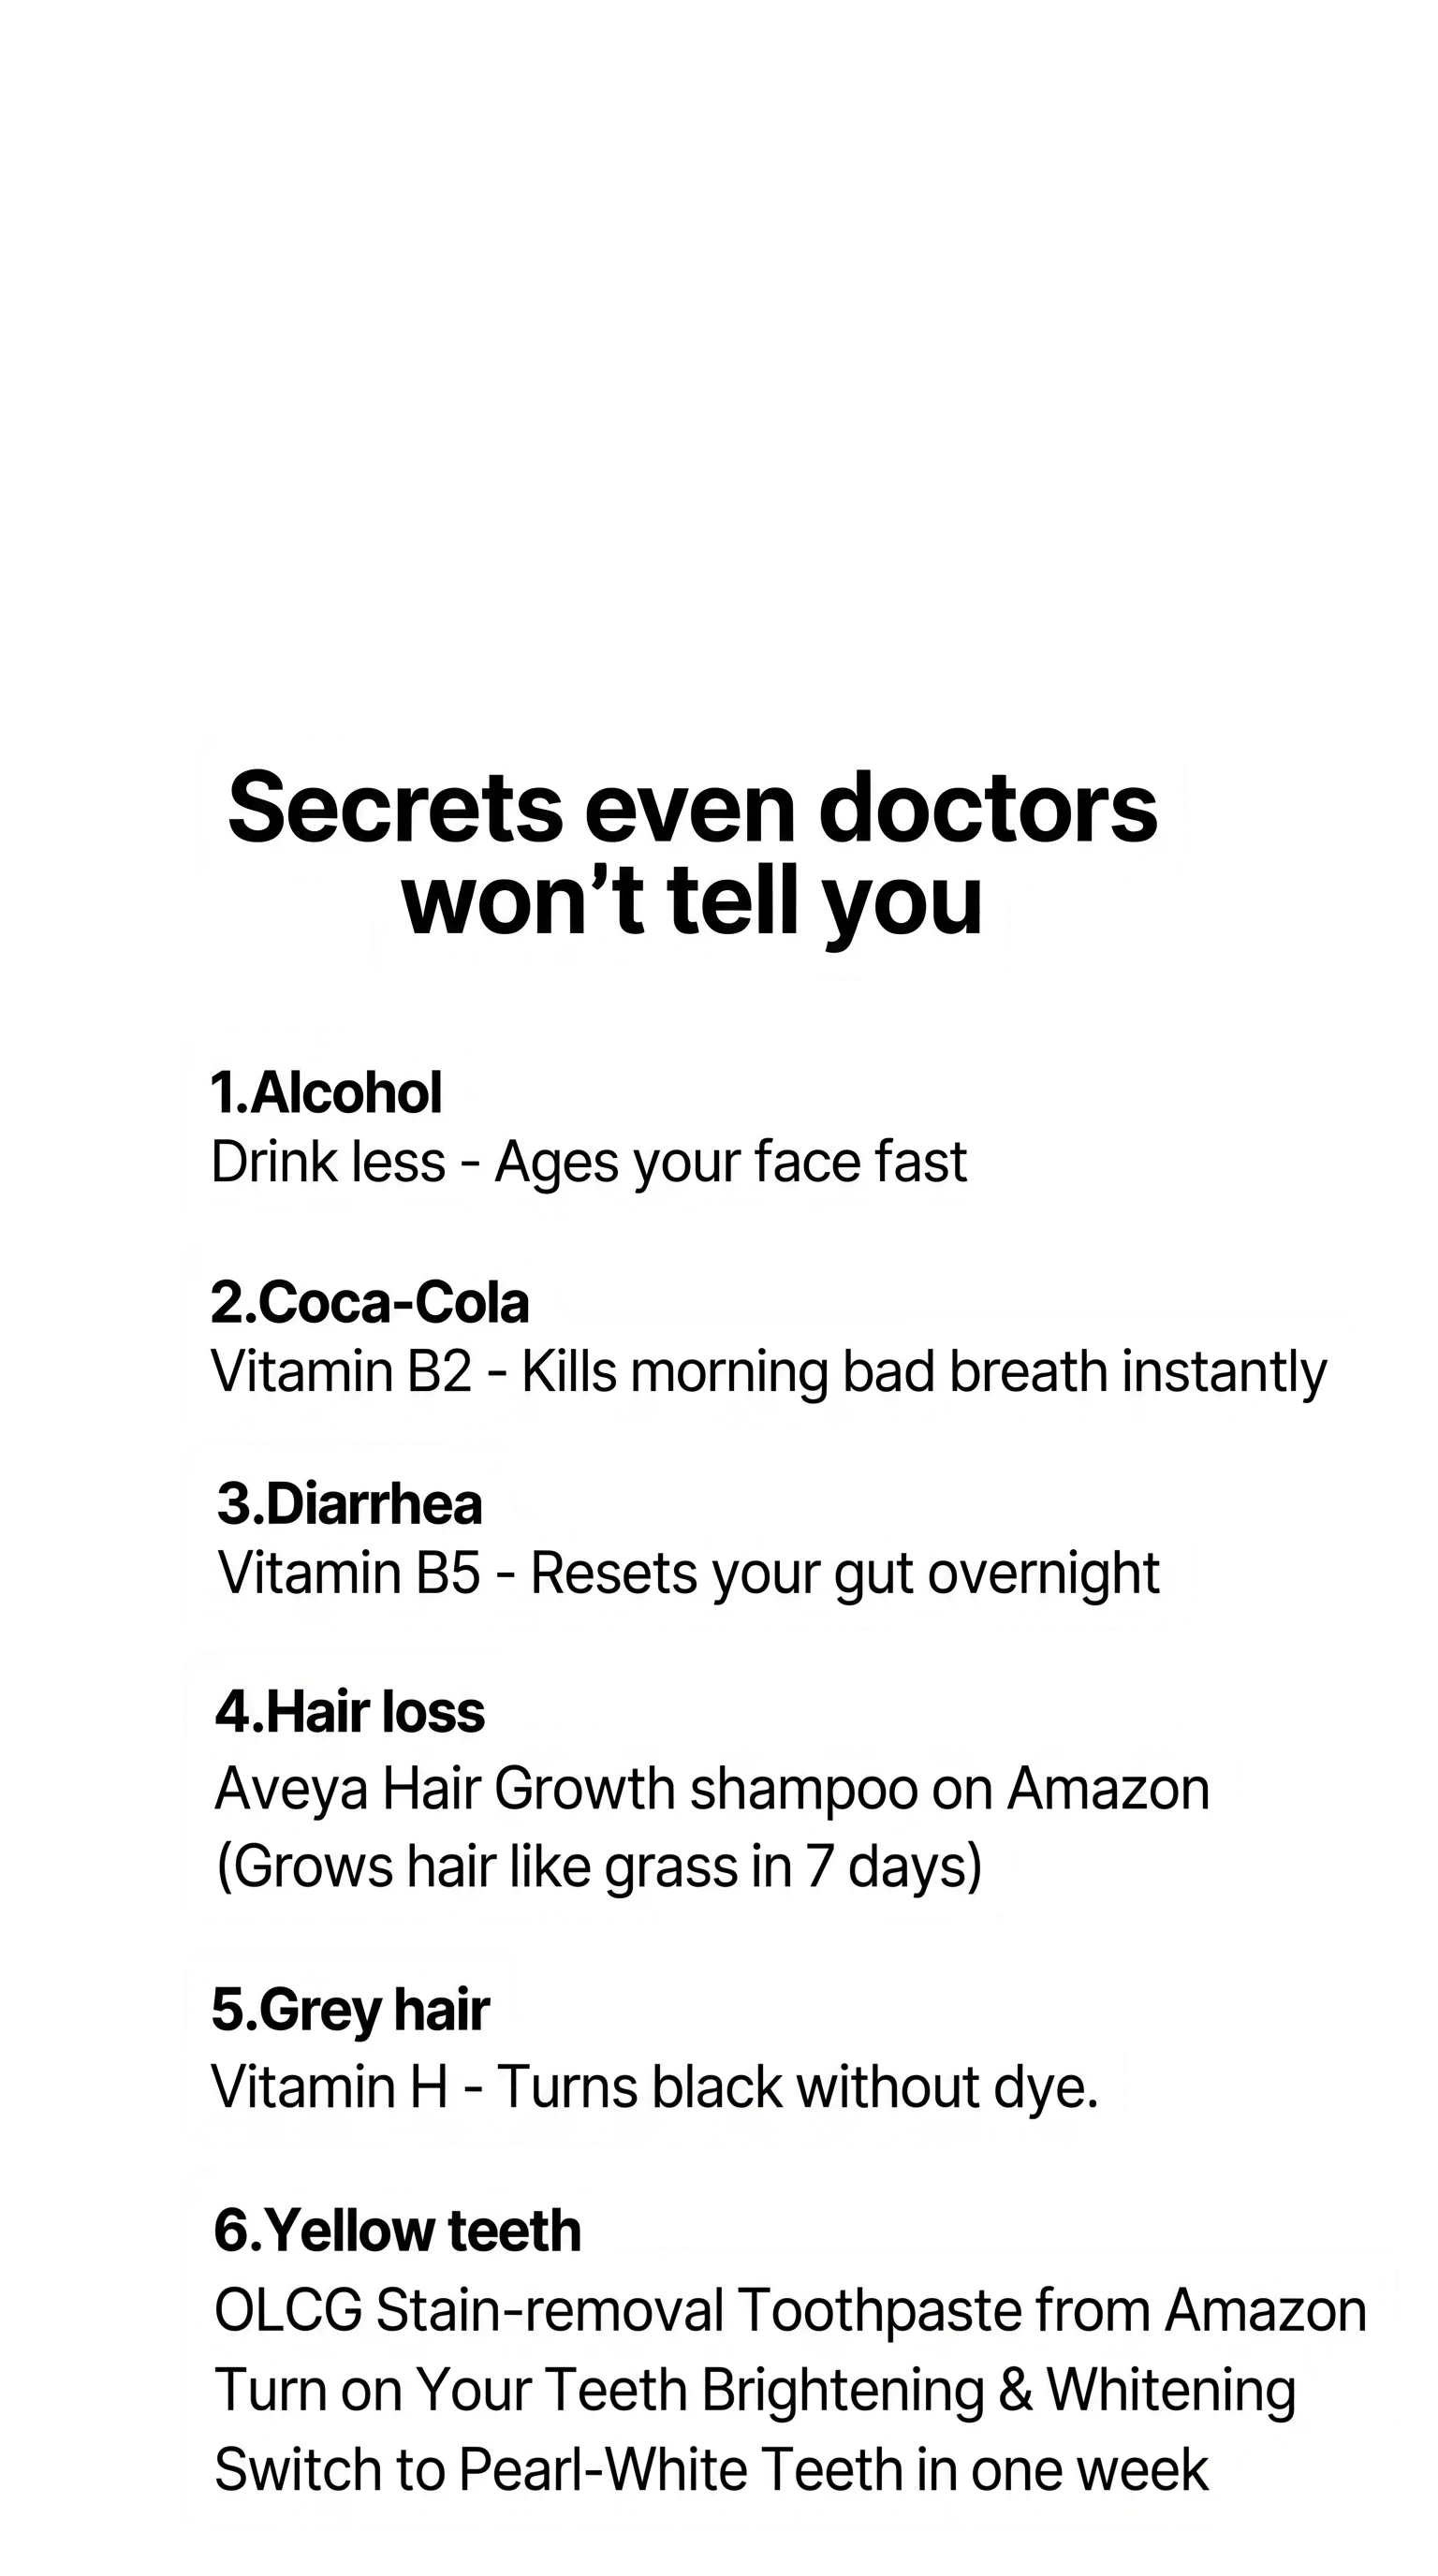 Secrets even doctors
won’t tell you
1.Alcohol
Drink less - Ages your face fast
2.Coca-Cola
Vitamin B2 - Kills morning bad breath instantly
3.Diarrhea
Vitamin B5 - Resets your gut overnight
4.Hair loss
Aveya Hair Growth shampoo on Amazon
(Grows hair like grass in 7 days)
5.Grey hair
Vitamin H - Turns black without dye.
6.Yellow teeth
OLCG Stain-removal Toothpaste from Amazon
Turn on Your Teeth Brightening & Whitening
Switch to Pearl-White Teeth in one week